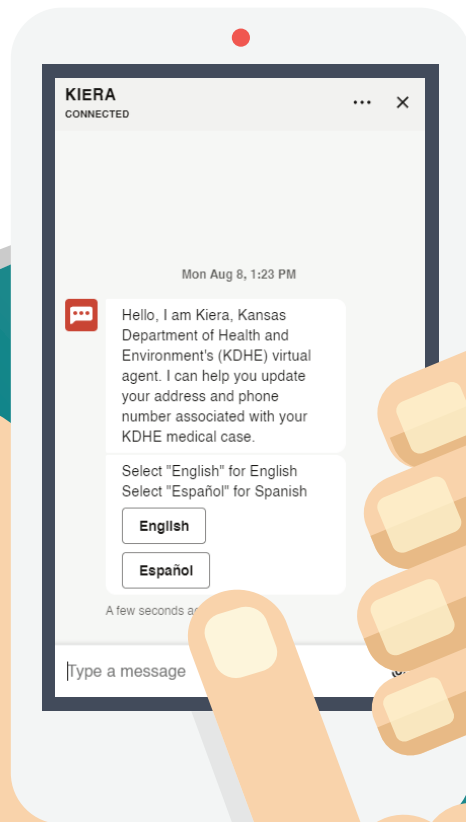 KIERA
CONNECTED
Mon Aug 8, 1:23 PM
Hello, I am Kiera, Kansas
Department of Health and
Environment's (KDHE) virtual
agent. I can help you update
your address and phone
number associated with your
KDHE medical case.
Select "English" for English
Select "Español" for Spanish
English
Español
A few seconds
Type a message